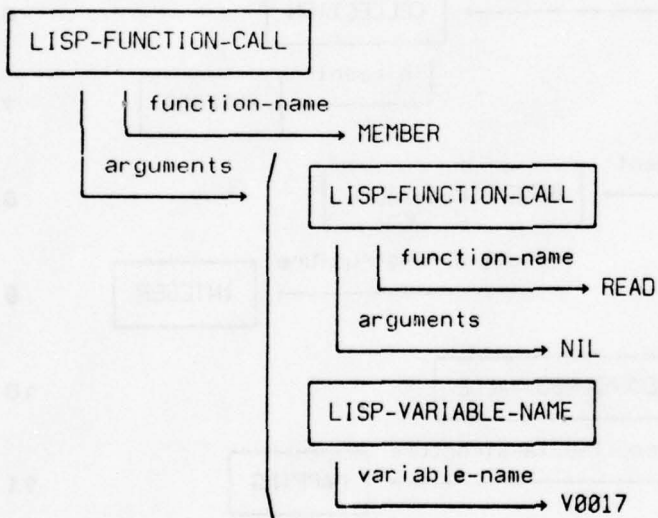 LISP-FUNCTION-CALL
function-name
MEMBER
arguments
LISP-FUNCTION-CALL
function-name
READ
arguments
NIL
LISP-VARIABLE-NAME
variable-name
V0017